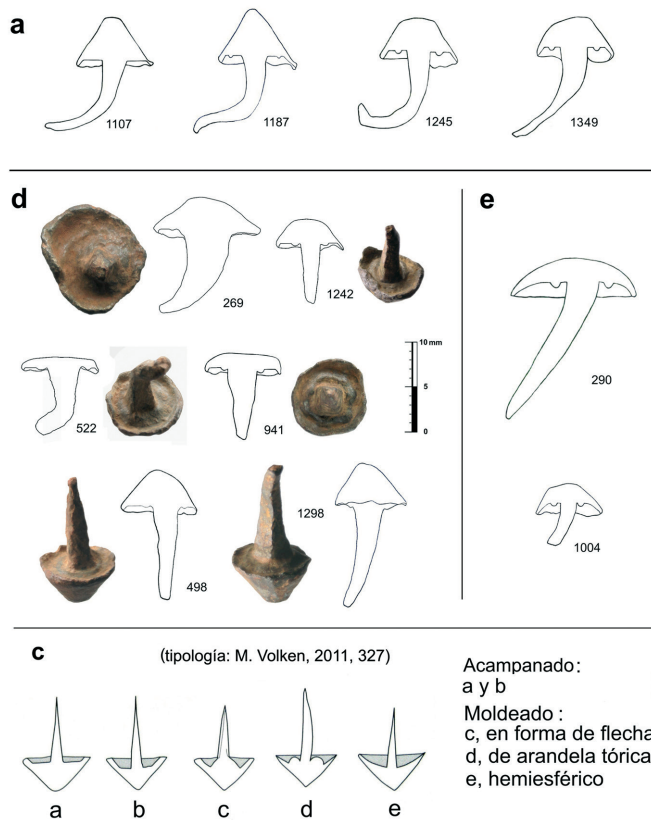 a
1107
1187
1245
1349
d
269
1242
522
941
10 mm
5
0
498
1298
e
290
1004
c
(tipología: M. Volken, 2011, 327)
a
b
c
d
e
Acampanado:
a y b
Moldeado :
c, en forma de flecha
d, de arandela tórica
e, hemiesférico